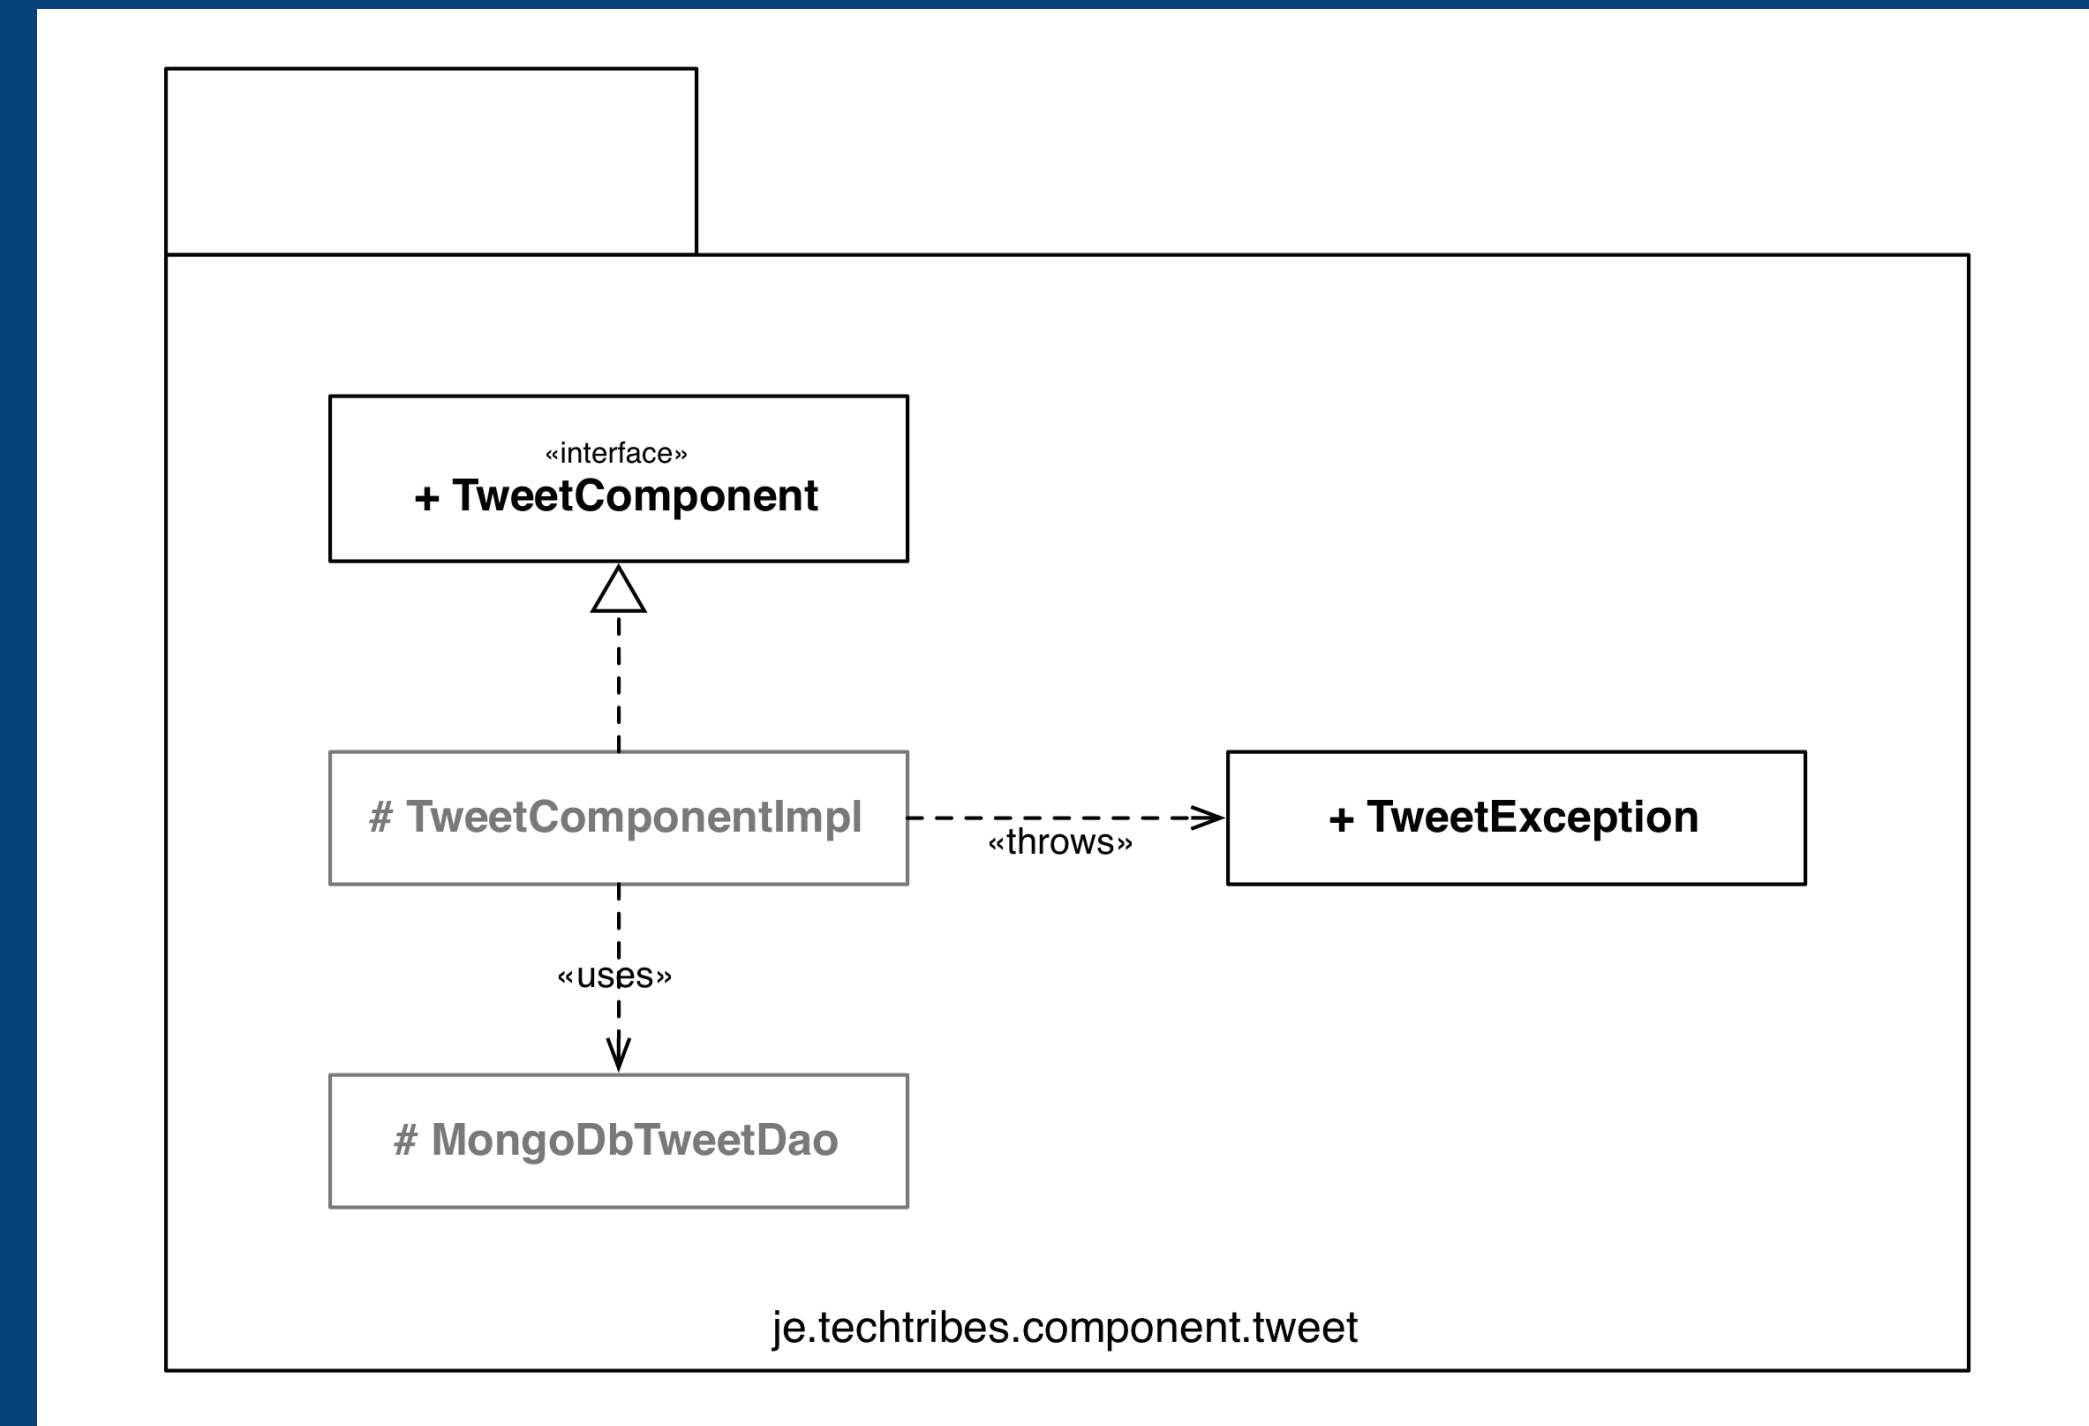 «interface»
+ TweetComponent
# TweetComponentImpl
«throws»
+ TweetException
«uses»
# MongoDbTweetDao
je.techtribes.component.tweet